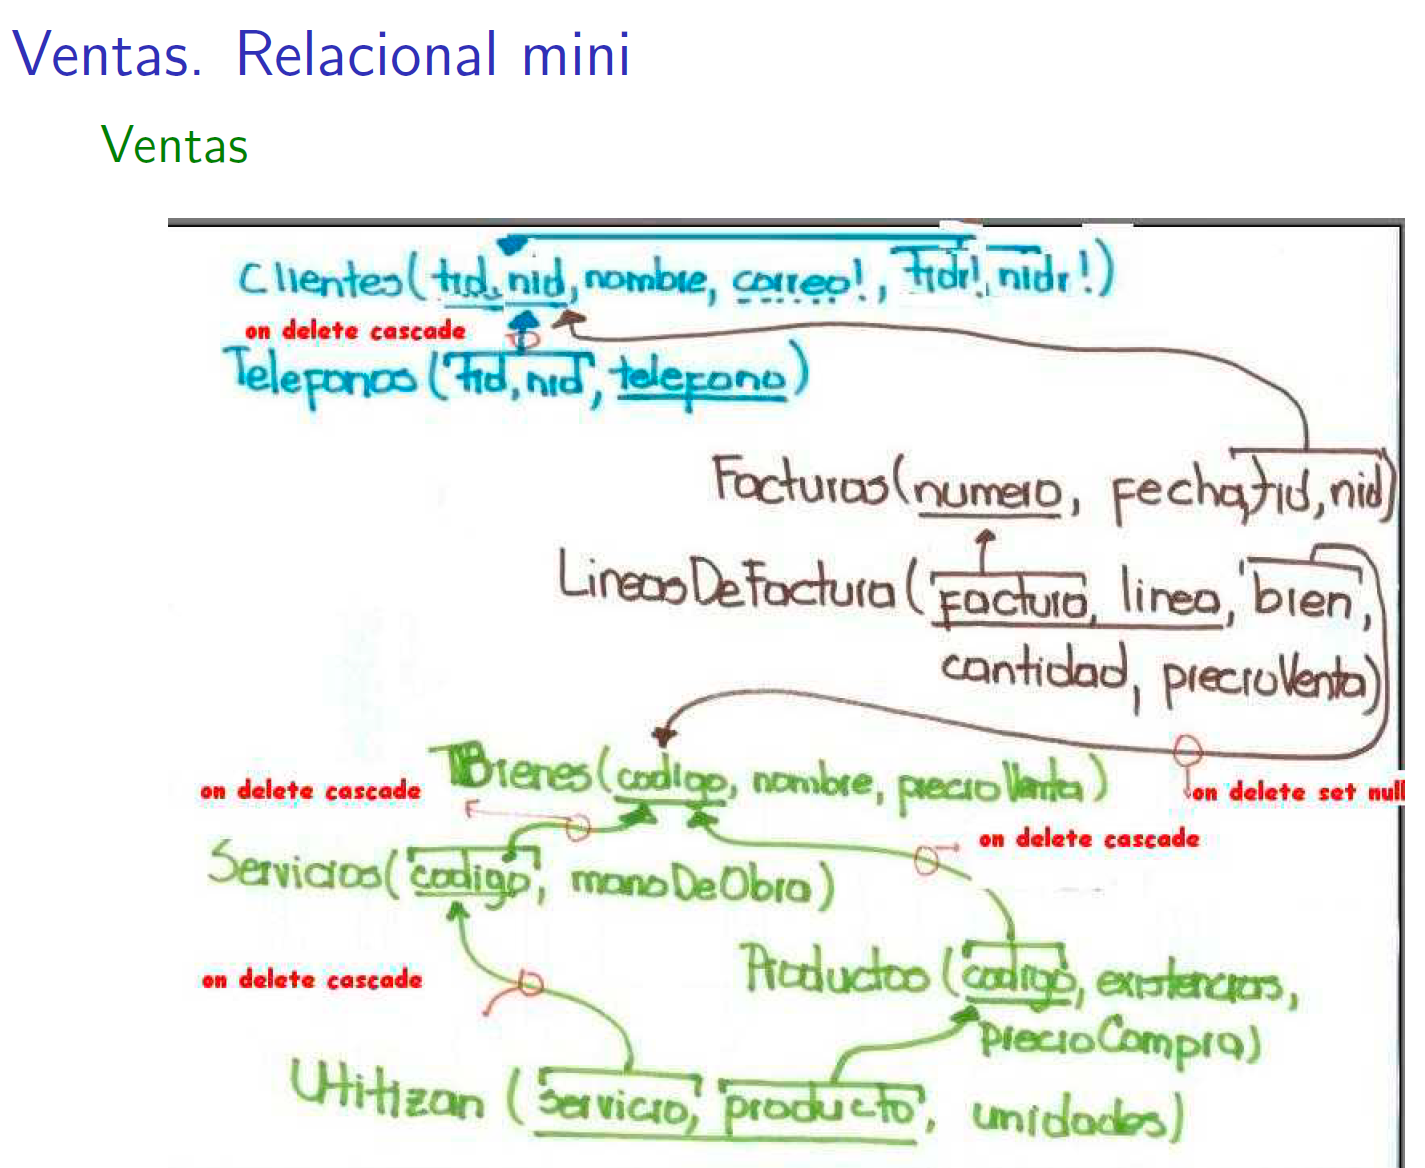 Ventas. Relacional mini
Ventas
Clientes(tid, nid, nombre, correo!, tidr!, nidr!)
on delete cascade
Telefonos(tid, nid, telefono)
Facturas(numero, fecha, tid, nid)
LineasDeFactura(factura, linea, bien,
cantidad, precioVenta)
TBienes(codigo, nombre, precioVenta)
on delete cascade
on delete set null
on delete cascade
Servicios(codigo, manoDeObra)
Productos(codigo, existencias,
precioCompra)
on delete cascade
Utilizan(servicio, producto, unidades)